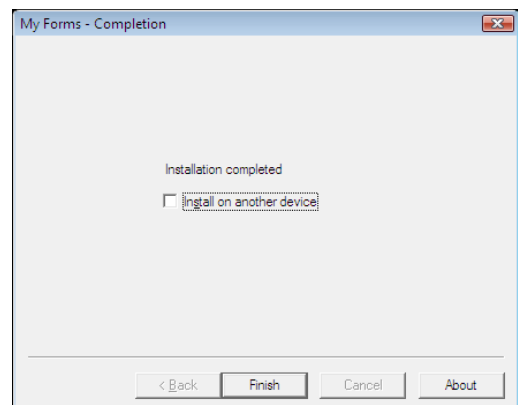 My Forms - Completion
Installation completed
Install on another device
< Back Finish Cancel About